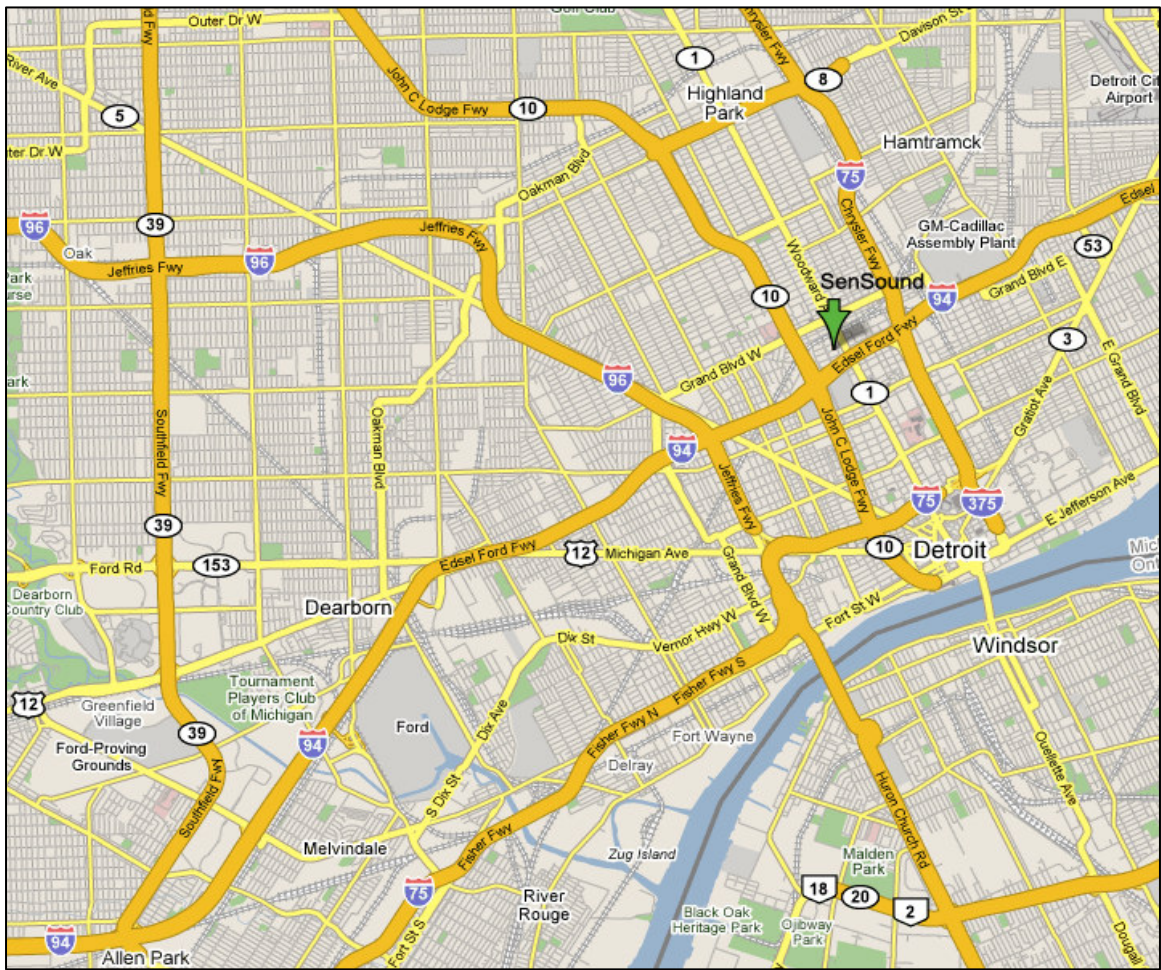 Outer Dr W
Golf Club
Davison St
1
8
Detroit City
Airport
River Ave
John C Lodge Fwy
10
Highland
Park
Chrysler Fwy
5
Outer Dr W
Hamtramck
Oakman Blvd
75
39
96
Jeffries Fwy
Chrysler Fwy
Edsel
GM-Cadillac
Assembly Plant
53
Oak
96
Jeffries Fwy
Woodward
SenSound
10
94
Grand Blvd E
Edsel Ford Fwy
3
Grand Blvd W
E Grand Blvd
96
1
Gratiot Ave
Southfield Fwy
Oakman Blvd
John C Lodge Fwy
94
Jeffries Fwy
75
375
E Jefferson Ave
39
Edsel Ford Fwy
12
Michigan Ave
10
Detroit
Ford Rd
153
Grand Blvd W
Fort St W
Dearborn
Country Club
Dearborn
Dix St
Vernor Hwy W
Windsor
12
Greenfield
Village
Tournament
Players Club
of Michigan
Fisher Fwy S
39
94
Ford
Dix Ave
Fisher Fwy N
Fort Wayne
Ford-Proving
Grounds
Delray
Ouellette Ave
Southfield Fwy
S Dix St
Huron Church Rd
Melvindale
Fisher Fwy
Zug Island
Malden
Park
75
River
Rouge
18
20
2
Black Oak
Heritage Park
Ojibway
Park
Fort St S
Dougall
94
Allen Park